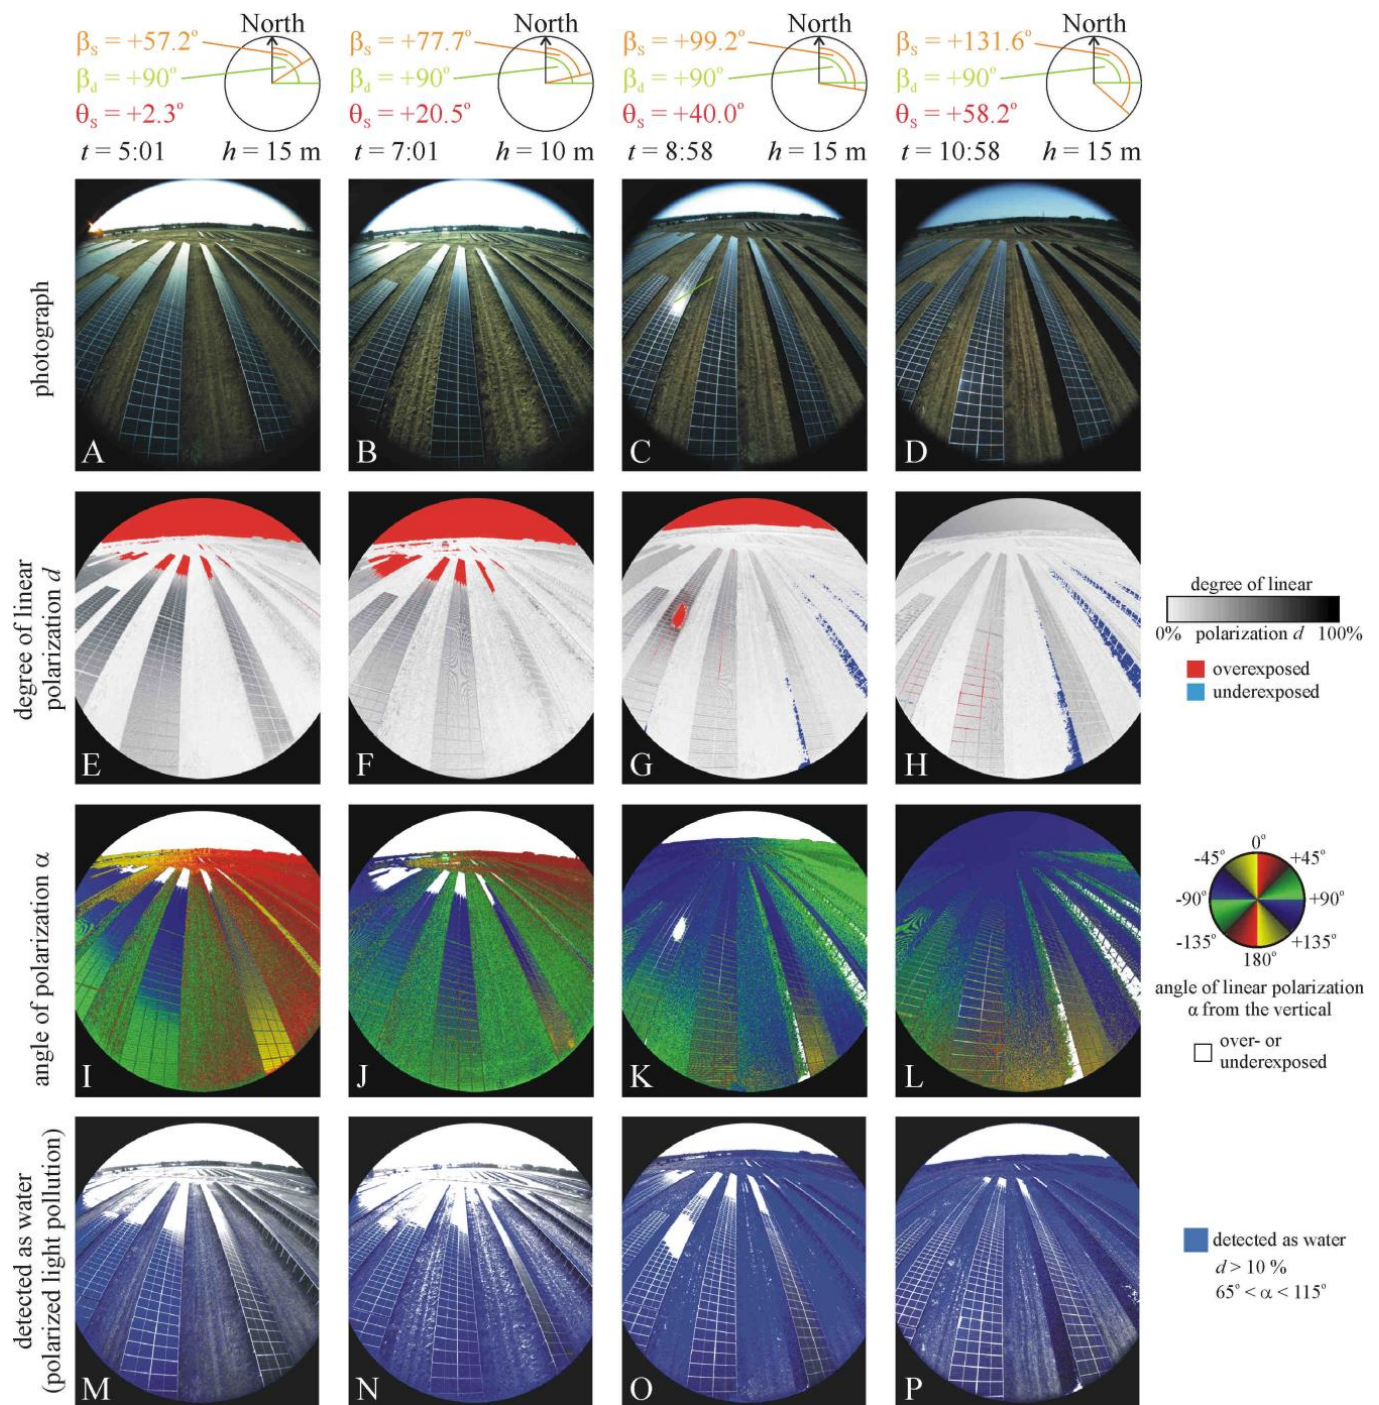 North North North North
βs = +57.2° βs = +77.7° βs = +99.2° βs = +131.6°
βd = +90° βd = +90° βd = +90° βd = +90°
θs = +2.3° θs = +20.5° θs = +40.0° θs = +58.2°
t = 5:01 h = 15 m t = 7:01 h = 10 m t = 8:58 h = 15 m t = 10:58 h = 15 m
photograph
A B C D
degree of linear
polarization d
E F G H
degree of linear
0% polarization d 100%
overexposed
underexposed
angle of polarization α
I J K L
0°
-45° +45°
-90° +90°
-135° +135°
180°
angle of linear polarization
α from the vertical
over- or
underexposed
detected as water
(polarized light pollution)
M N O P
detected as water
d > 10 %
65° < α < 115°